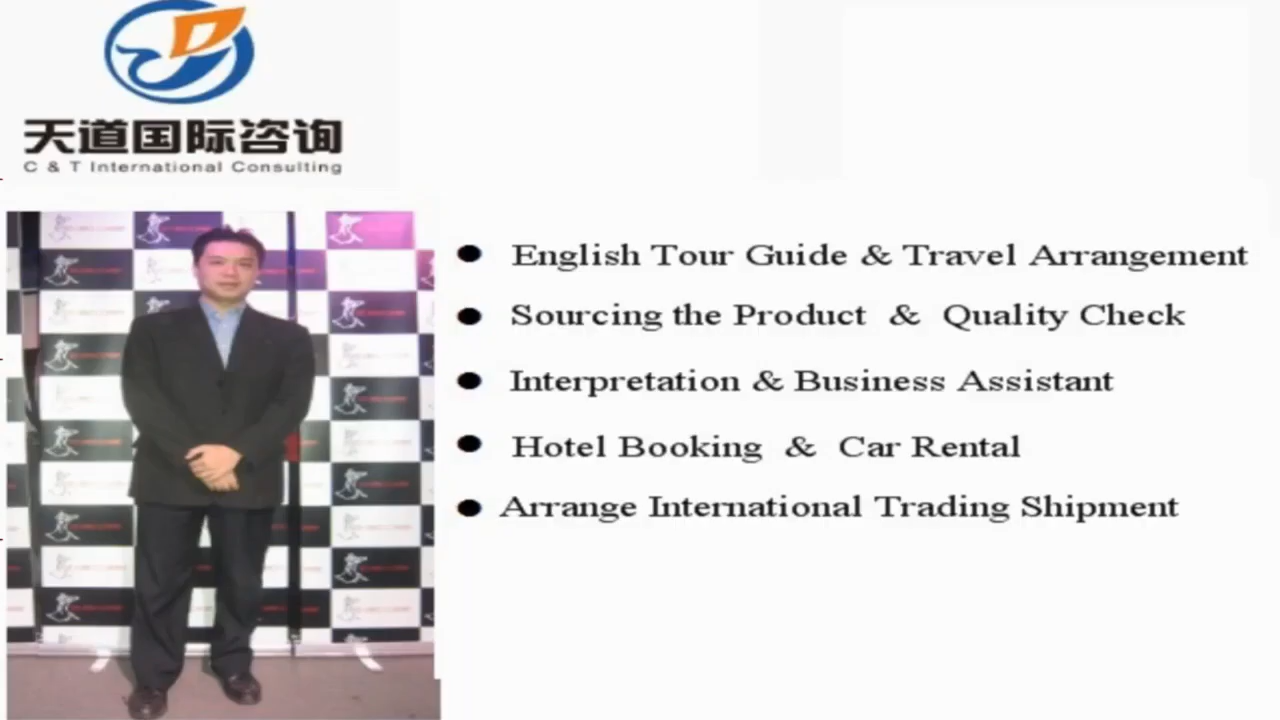 天道国际咨询
C & T International Consulting
● English Tour Guide & Travel Arrangement
● Sourcing the Product & Quality Check
● Interpretation & Business Assistant
● Hotel Booking & Car Rental
● Arrange International Trading Shipment